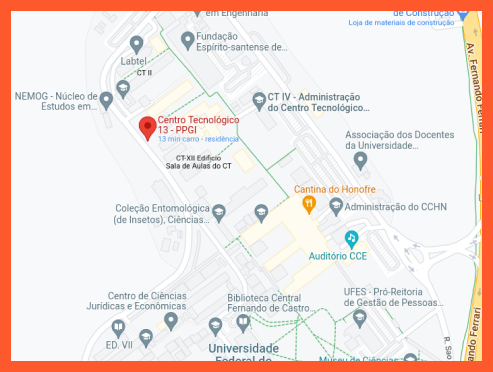 em Engenharia
de Construção
Loja de materiais de construção
Fundação
Espírito-santense de...
Labtel
CT II
Av. Fernando Ferrari
NEMOG - Núcleo de
Estudos em...
CT IV - Administração
do Centro Tecnológico...
Centro Tecnológico
13 - PPGI
13 min carro - residência
Associação dos Docentes
da Universidade...
CT-XII Edifício
Sala de Aulas do CT
Cantina do Honofre
Coleção Entomológica
(de Insetos), Ciências...
Administração do CCHN
Auditório CCE
Centro de Ciências
Jurídicas e Econômicas
Biblioteca Central
Fernando de Castro...
UFES - Pró-Reitoria
de Gestão de Pessoas...
ED. VII
Universidade
Federal do
Museu de Ciências
R. Sao
nando Ferrari